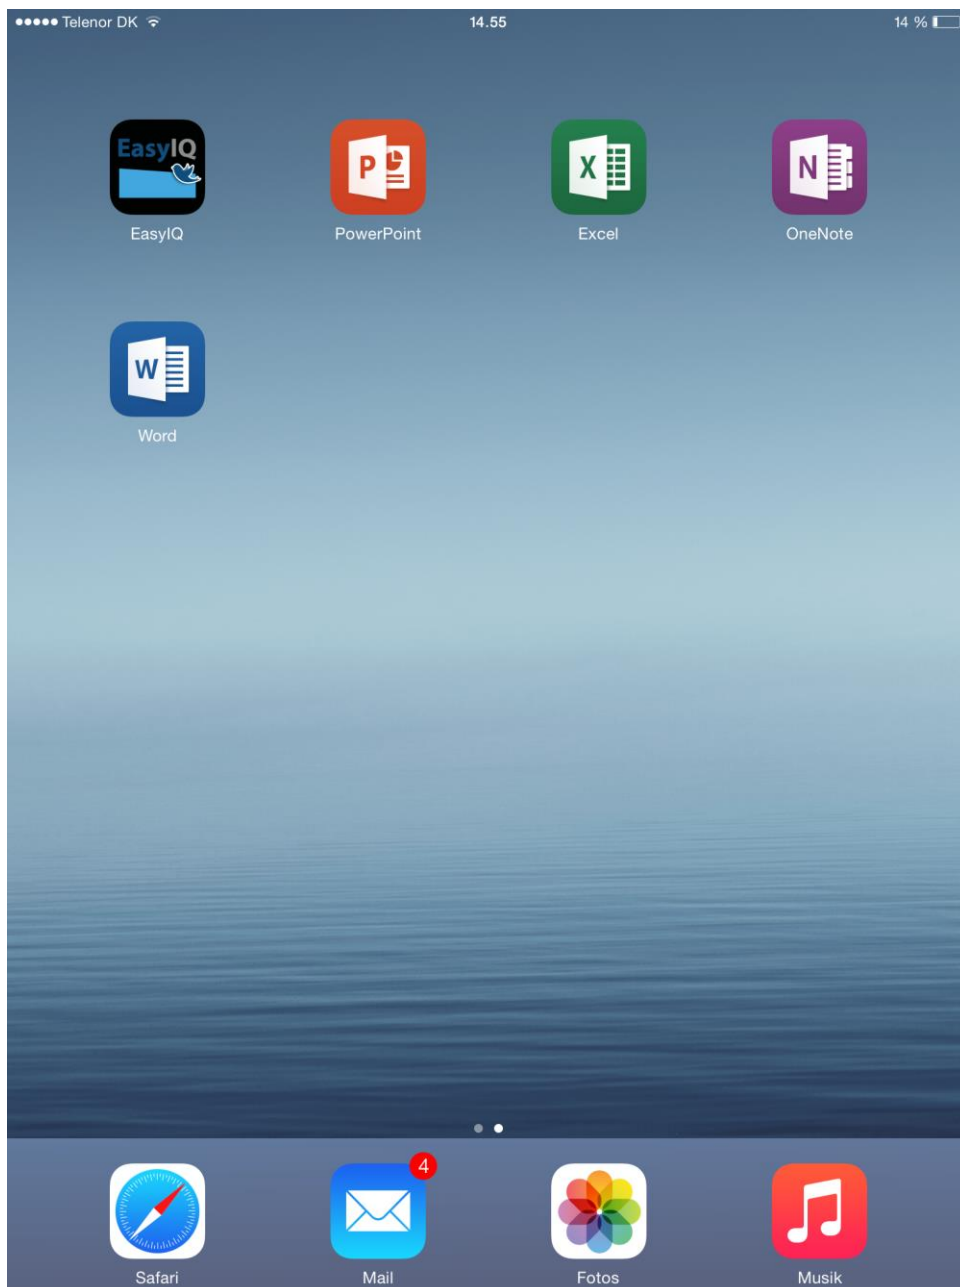 Telenor DK 14.55 14 %
EasyIQ
P
X
N
EasyIQ PowerPoint Excel OneNote
W
Word
4
Safari Mail Fotos Musik